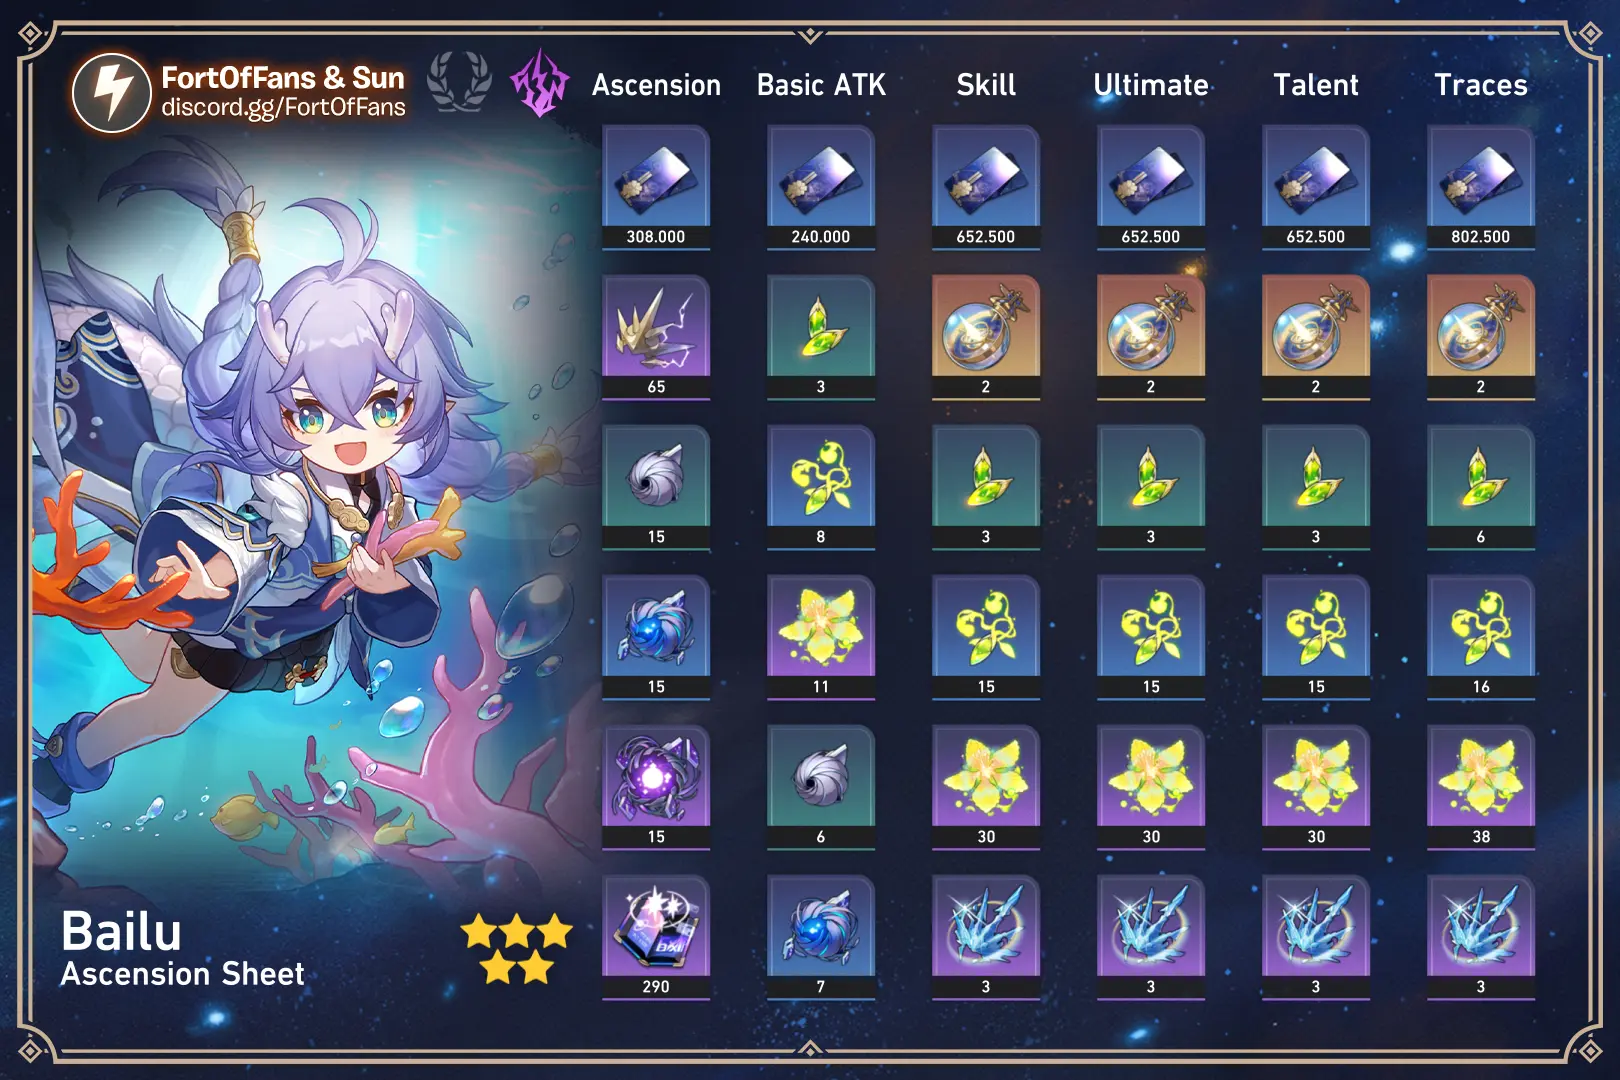 FortOfFans & Sun
discord.gg/FortOfFans
Ascension Basic ATK Skill Ultimate Talent Traces
308.000 240.000 652.500 652.500 652.500 802.500
65 3 2 2 2 2
15 8 3 3 3 6
15 11 15 15 15 16
15 6 30 30 30 38
290 7 3 3 3 3
Bailu
Ascension Sheet